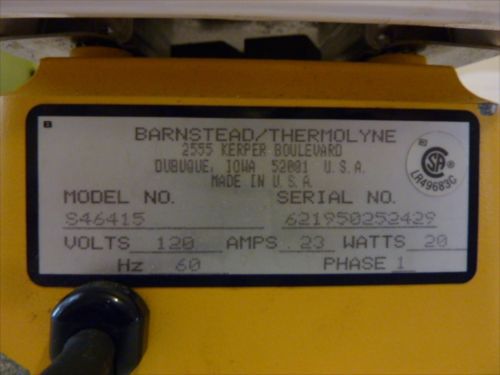 BARNSTEAD/THERMOLYNE
2555 KERPER BOULEVARD
DUBUQUE, IOWA 52001 U.S.A.
MADE IN U.S.A.
MODEL NO. SERIAL NO.
S46415 621950252429
VOLTS 120 AMPS .23 WATTS 20
Hz 60 PHASE 1
SA
LR49683C